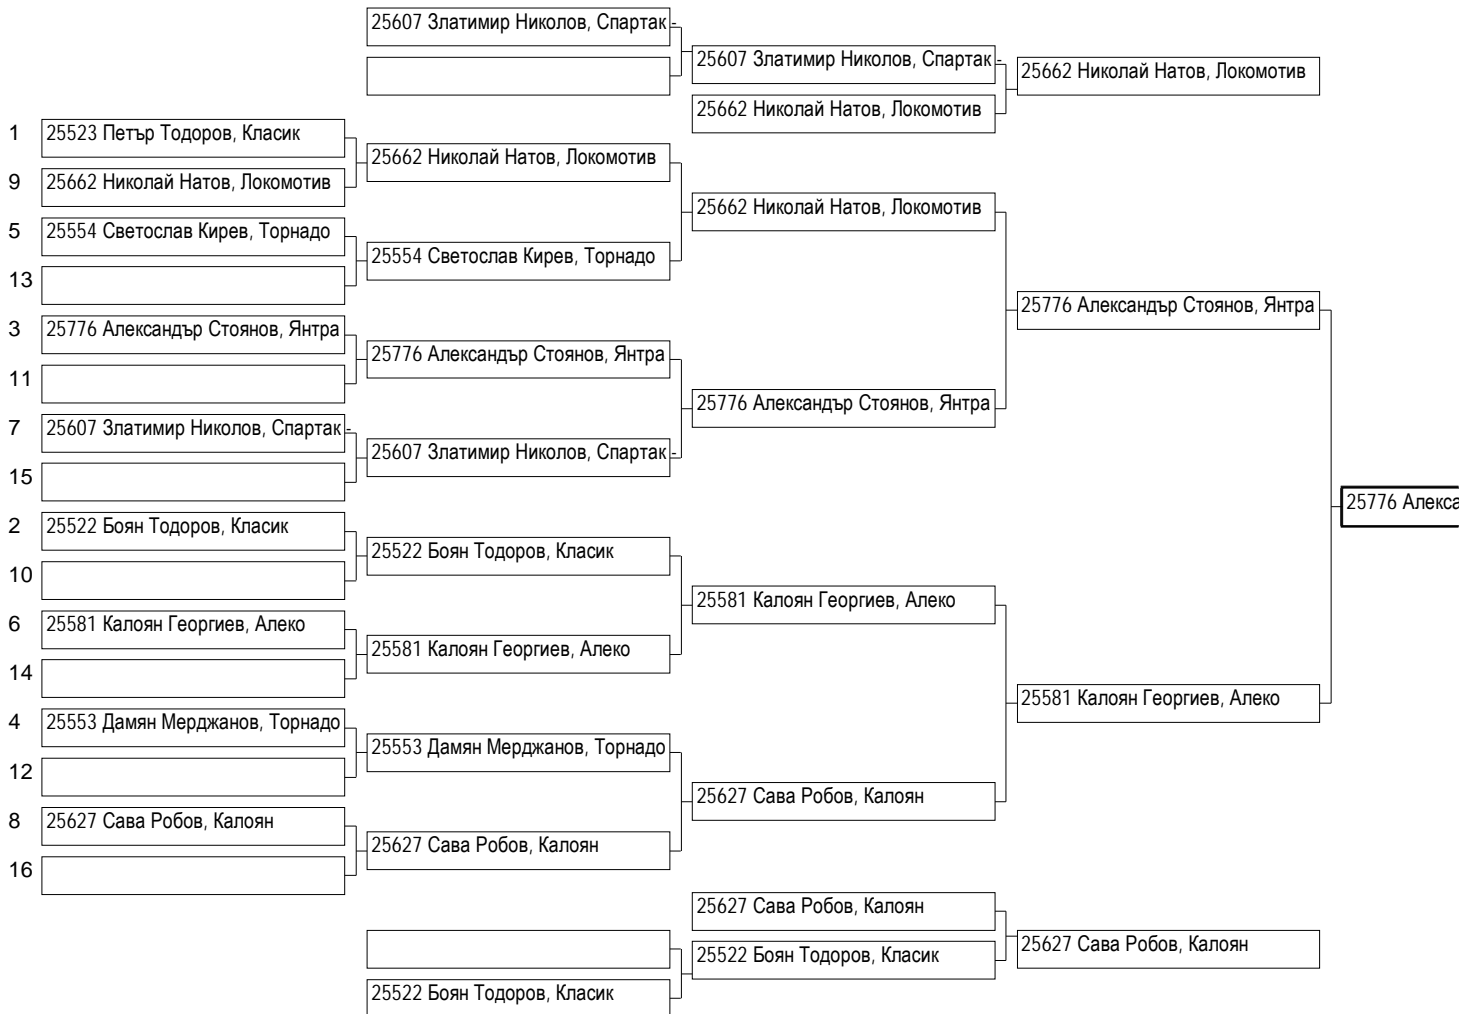 25607 Златимир Николов, Спартак -
25607 Златимир Николов, Спартак -
25662 Николай Натов, Локомотив
25662 Николай Натов, Локомотив
1 25523 Петър Тодоров, Класик
25662 Николай Натов, Локомотив
9 25662 Николай Натов, Локомотив
25662 Николай Натов, Локомотив
5 25554 Светослав Кирев, Торнадо
25554 Светослав Кирев, Торнадо
13
25776 Александър Стоянов, Янтра
3 25776 Александър Стоянов, Янтра
25776 Александър Стоянов, Янтра
11
25776 Александър Стоянов, Янтра
7 25607 Златимир Николов, Спартак -
25607 Златимир Николов, Спартак -
15
25776 Алекса
2 25522 Боян Тодоров, Класик
25522 Боян Тодоров, Класик
10
25581 Калоян Георгиев, Алеко
6 25581 Калоян Георгиев, Алеко
25581 Калоян Георгиев, Алеко
14
25581 Калоян Георгиев, Алеко
4 25553 Дамян Мерджанов, Торнадо
25553 Дамян Мерджанов, Торнадо
12
25627 Сава Робов, Калоян
8 25627 Сава Робов, Калоян
25627 Сава Робов, Калоян
16
25627 Сава Робов, Калоян
25522 Боян Тодоров, Класик
25627 Сава Робов, Калоян
25522 Боян Тодоров, Класик